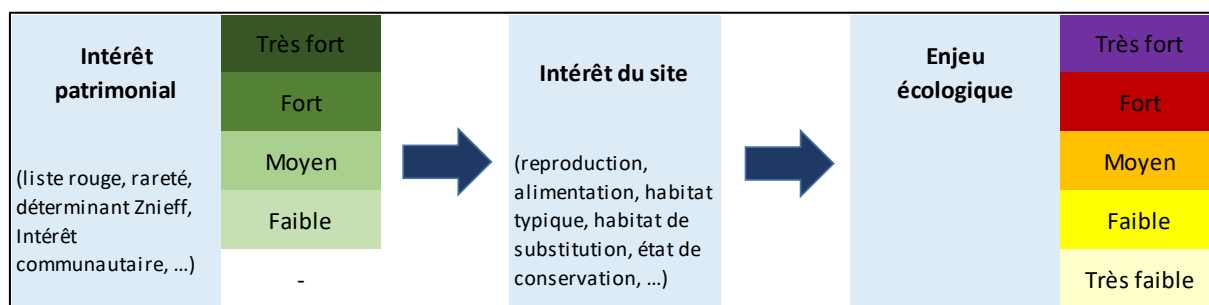 Intérêt
patrimonial
(liste rouge, rareté,
déterminant Znieff,
Intérêt
communautaire, ...)
Très fort
Fort
Moyen
Faible
-
Intérêt du site
(reproduction,
alimentation, habitat
typique, habitat de
substitution, état de
conservation, ...)
Enjeu
écologique
Très fort
Fort
Moyen
Faible
Très faible